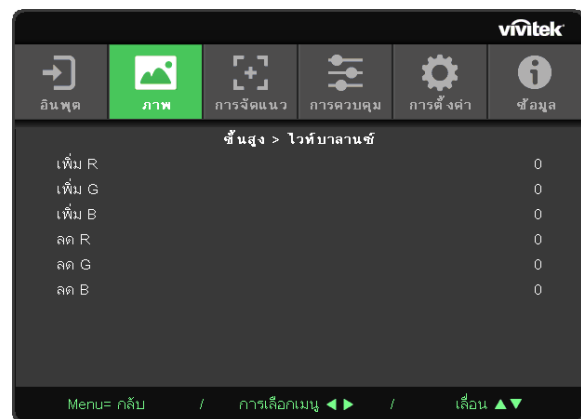 vivitek
อินพุต ภาพ การจัดแนว การควบคุม การตั้งค่า ข้อมูล
ขั้นสูง > ไวท์บาลานซ์
เพิ่ม R 0
เพิ่ม G 0
เพิ่ม B 0
ลด R 0
ลด G 0
ลด B 0
Menu= กลับ / การเลือกเมนู ◀ ▶ / เลื่อน ▲▼